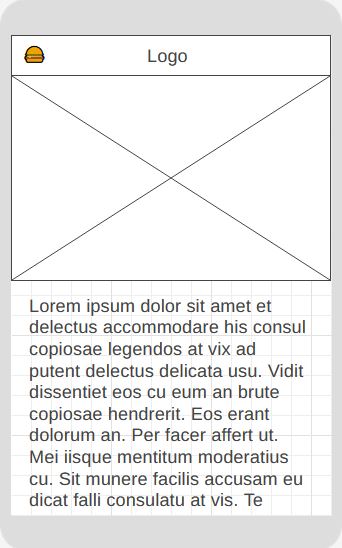 Logo
Lorem ipsum dolor sit amet et
delectus accommodare his consul
copiosae legendos at vix ad
putent delectus delicata usu. Vidit
dissentiet eos cu eum an brute
copiosae hendrerit. Eos erant
dolorum an. Per facer affert ut.
Mei iisque mentitum moderatius
cu. Sit munere facilis accusam eu
dicat falli consulatu at vis. Te